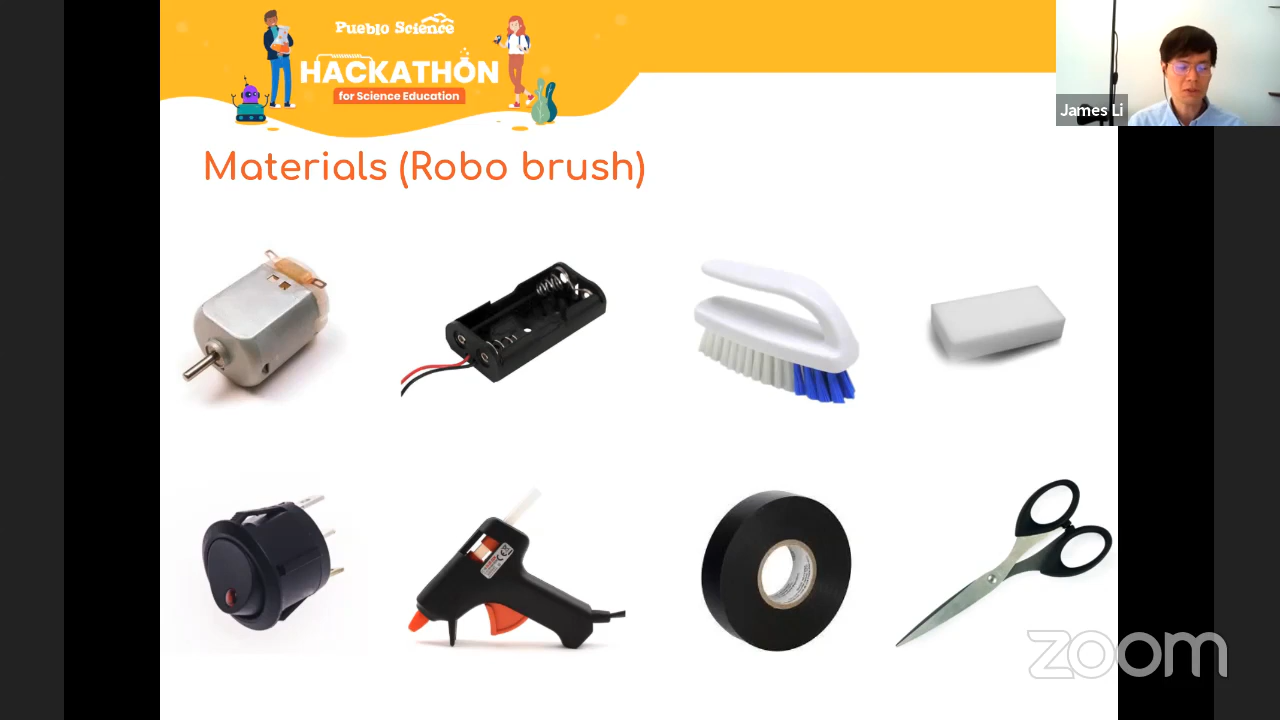 Pueblo Science
HACKATHON
for Science Education
James Li
Materials (Robo brush)
zoom